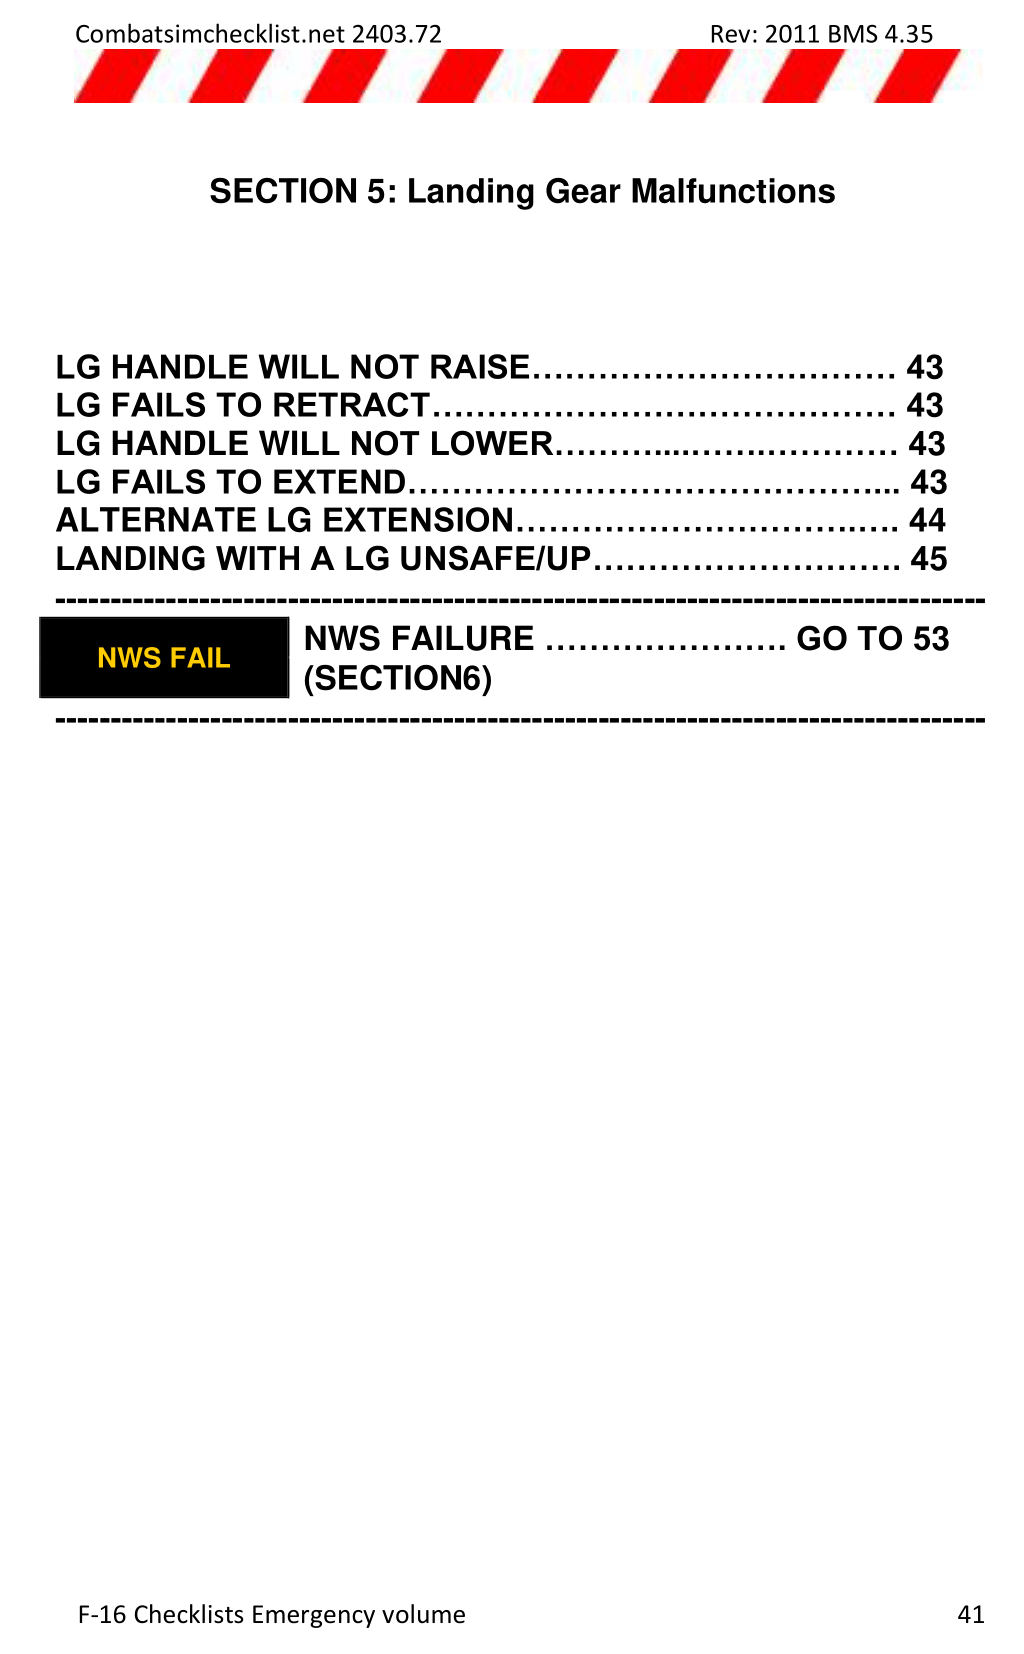 Combatsimchecklist.net 2403.72 Rev: 2011 BMS 4.35
SECTION 5: Landing Gear Malfunctions
LG HANDLE WILL NOT RAISE…………………………… 43
LG FAILS TO RETRACT…………………………………… 43
LG HANDLE WILL NOT LOWER……….....…….………… 43
LG FAILS TO EXTEND…………………………………….... 43
ALTERNATE LG EXTENSION………………………….…. 44
LANDING WITH A LG UNSAFE/UP………………………. 45
-------------------------------------------------------------------------------------
NWS FAIL NWS FAILURE …………………. GO TO 53
(SECTION6)
-------------------------------------------------------------------------------------
F-16 Checklists Emergency volume 41